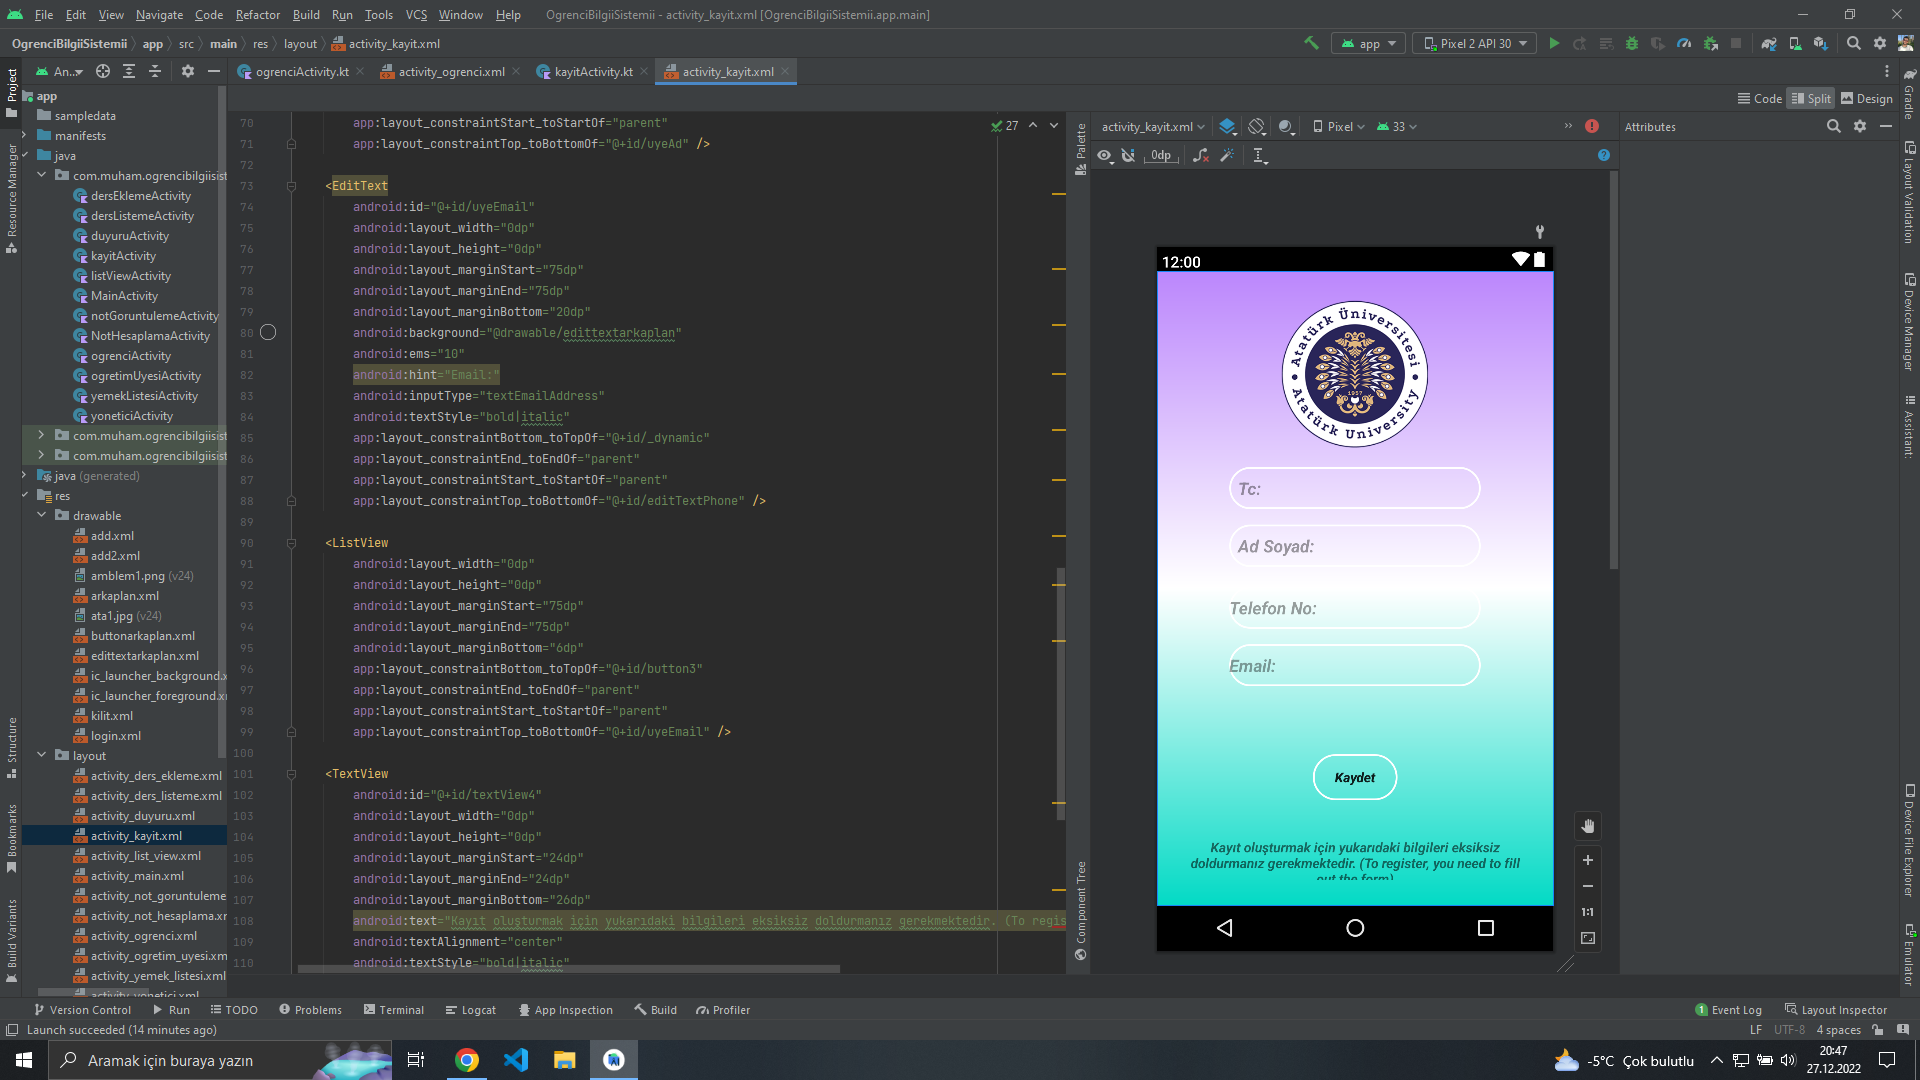 File Edit View Navigate Code Refactor Build Run Tools VCS Window Help OgrenciBilgiiSistemii - activity_kayit.xml [OgrenciBilgiiSistemii.app.main]
OgrenciBilgiiSistemii app src main res layout activity_kayit.xml app Pixel 2 API 30
An... ogrenciActivity.kt activity_ogrenci.xml kayitActivity.kt activity_kayit.xml
Code Split Design
Project
Resource Manager
Structure
Bookmarks
Build Variants
app
sampledata
manifests
java
com.muham.ogrencibilgiisist
dersEklemeActivity
dersListemeActivity
duyuruActivity
kayitActivity
listViewActivity
MainActivity
notGoruntulemeActivity
NotHesaplamaActivity
ogrenciActivity
ogretimUyesiActivity
yemekListesiActivity
yoneticiActivity
com.muham.ogrencibilgiisist
com.muham.ogrencibilgiisist
java (generated)
res
drawable
add.xml
add2.xml
amblem1.png (v24)
arkaplan.xml
ata1.jpg (v24)
buttonarkaplan.xml
edittextarkaplan.xml
ic_launcher_background.x
ic_launcher_foreground.x
kilit.xml
login.xml
layout
activity_ders_ekleme.xml
activity_ders_listeme.xml
activity_duyuru.xml
activity_kayit.xml
activity_list_view.xml
activity_main.xml
activity_not_goruntuleme
activity_not_hesaplama.x
activity_ogrenci.xml
activity_ogretim_uyesi.xm
activity_yemek_listesi.xml
activity_yonetici.xml
27
70 app:layout_constraintStart_toStartOf="parent"
71 app:layout_constraintTop_toBottomOf="@+id/uyeAd" />
72
73 <EditText
74 android:id="@+id/uyeEmail"
75 android:layout_width="0dp"
76 android:layout_height="0dp"
77 android:layout_marginStart="75dp"
78 android:layout_marginEnd="75dp"
79 android:layout_marginBottom="20dp"
80 android:background="@drawable/edittextarkaplan"
81 android:ems="10"
82 android:hint="Email:"
83 android:inputType="textEmailAddress"
84 android:textStyle="bold|italic"
85 app:layout_constraintBottom_toTopOf="@+id/_dynamic"
86 app:layout_constraintEnd_toEndOf="parent"
87 app:layout_constraintStart_toStartOf="parent"
88 app:layout_constraintTop_toBottomOf="@+id/editTextPhone" />
89
90 <ListView
91 android:layout_width="0dp"
92 android:layout_height="0dp"
93 android:layout_marginStart="75dp"
94 android:layout_marginEnd="75dp"
95 android:layout_marginBottom="6dp"
96 app:layout_constraintBottom_toTopOf="@+id/button3"
97 app:layout_constraintEnd_toEndOf="parent"
98 app:layout_constraintStart_toStartOf="parent"
99 app:layout_constraintTop_toBottomOf="@+id/uyeEmail" />
100
101 <TextView
102 android:id="@+id/textView4"
103 android:layout_width="0dp"
104 android:layout_height="0dp"
105 android:layout_marginStart="24dp"
106 android:layout_marginEnd="24dp"
107 android:layout_marginBottom="26dp"
108 android:text="Kayıt oluşturmak için yukarıdaki bilgileri eksiksiz doldurmanız gerekmektedir. (To regis
109 android:textAlignment="center"
110 android:textStyle="bold|italic"
Palette
Component Tree
activity_kayit.xml Pixel 33
0dp
12:00
Atatürk Üniversitesi
1957
Atatürk University
Tc:
Ad Soyad:
Telefon No:
Email:
Kaydet
Kayıt oluşturmak için yukarıdaki bilgileri eksiksiz
doldurmanız gerekmektedir. (To register, you need to fill
out the form)
1:1
Attributes
Gradle
Layout Validation
Device Manager
Assistant:
Device File Explorer
Emulator
Version Control Run TODO Problems Terminal Logcat App Inspection Build Profiler 1 Event Log Layout Inspector
Launch succeeded (14 minutes ago) LF UTF-8 4 spaces
Aramak için buraya yazın -5°C Çok bulutlu 20:47
27.12.2022